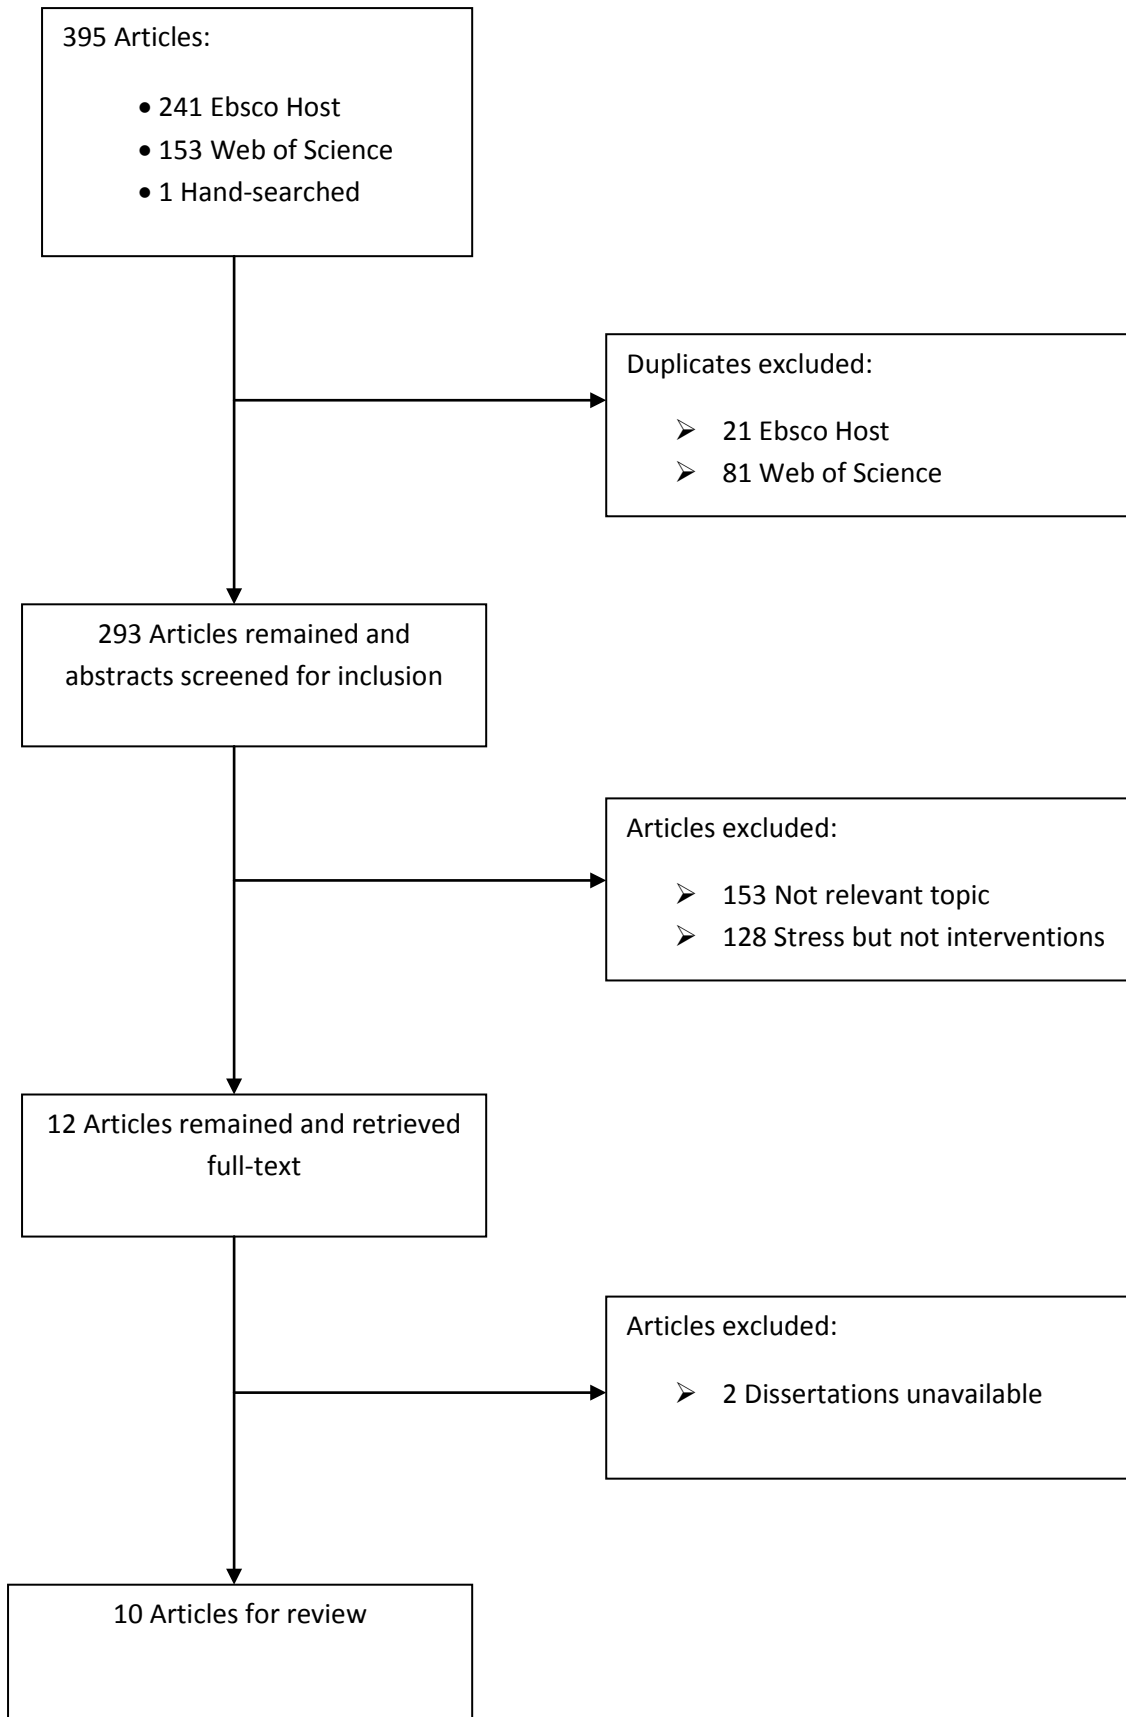 395 Articles:
• 241 Ebsco Host
• 153 Web of Science
• 1 Hand-searched
Duplicates excluded:
➢ 21 Ebsco Host
➢ 81 Web of Science
293 Articles remained and
abstracts screened for inclusion
Articles excluded:
➢ 153 Not relevant topic
➢ 128 Stress but not interventions
12 Articles remained and retrieved
full-text
Articles excluded:
➢ 2 Dissertations unavailable
10 Articles for review